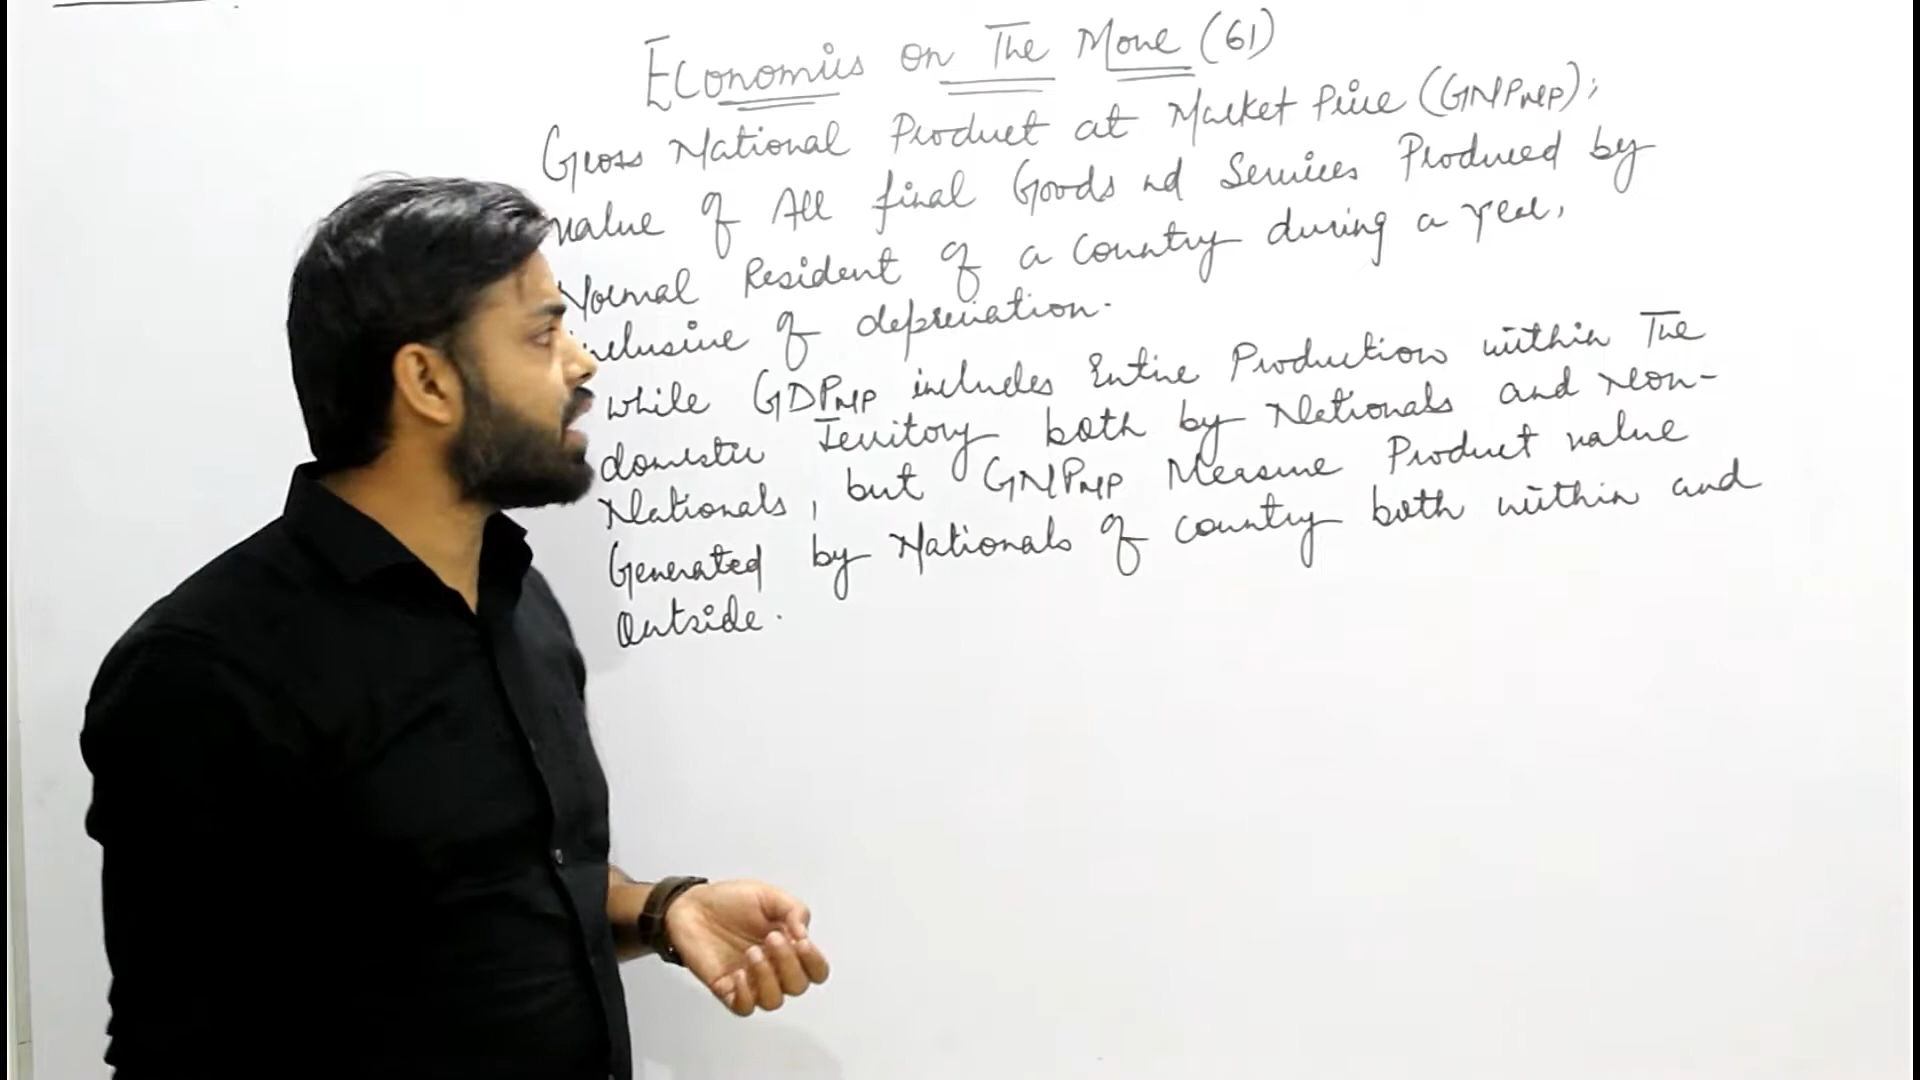 Economics on The Move (61)
Gross National Product at Market Price (GNPMP);
value of All final Goods nd Services Produced by
Normal Resident of a Country during a year,
inclusive of depreciation.
while GDPMP includes Entire Production within The
domestic Territory both by Nationals and Non-
Nationals, but GNPMP Measure Product value
Generated by Nationals of Country both within and
Outside.